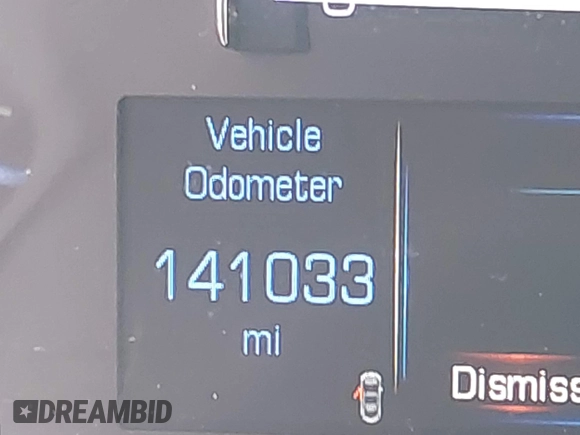 Vehicle
Odometer
141033
mi
Dismiss
DREAMBID